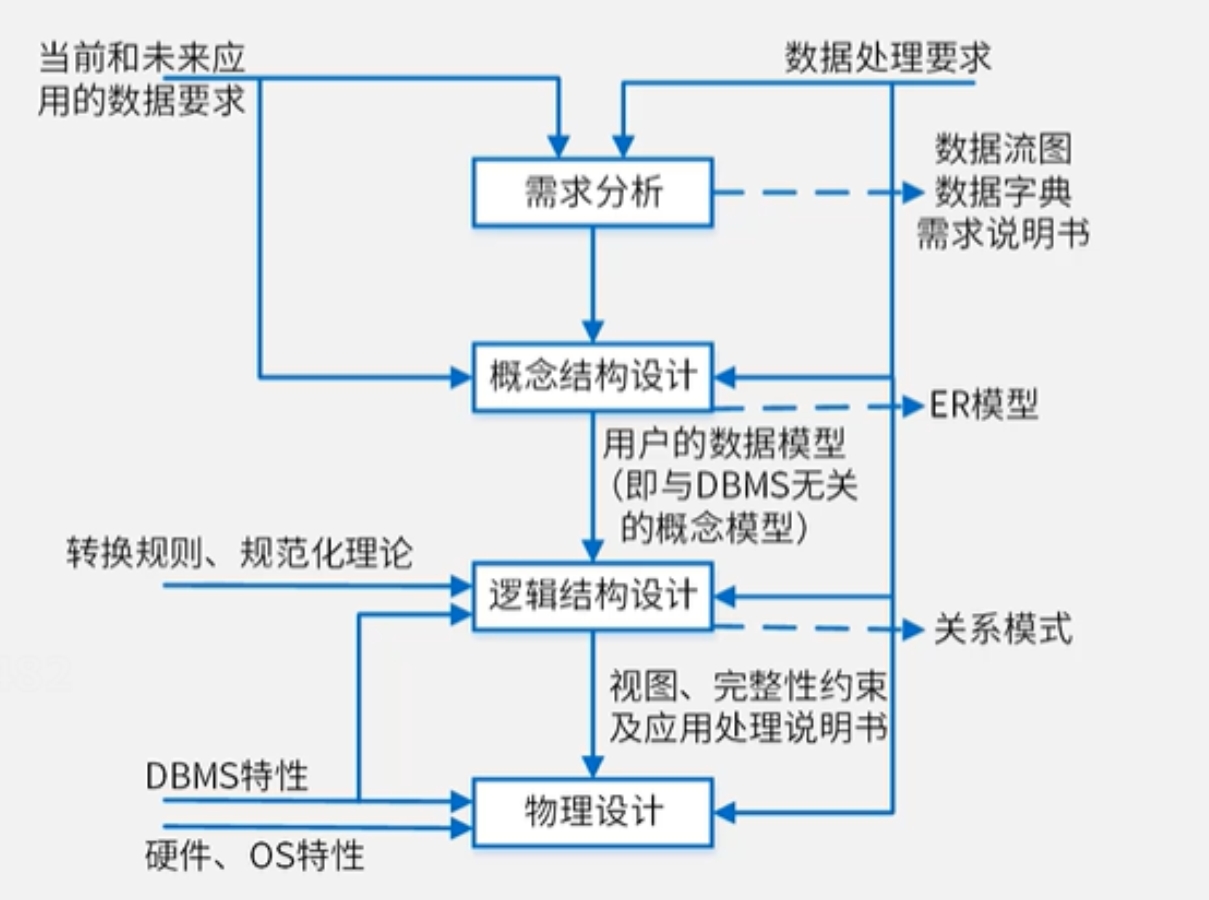 当前和未来应
用的数据要求
数据处理要求
数据流图
数据字典
需求说明书
需求分析
概念结构设计
ER模型
用户的数据模型
（即与DBMS无关
的概念模型）
转换规则、规范化理论
逻辑结构设计
关系模式
视图、完整性约束
及应用处理说明书
DBMS特性
物理设计
硬件、OS特性